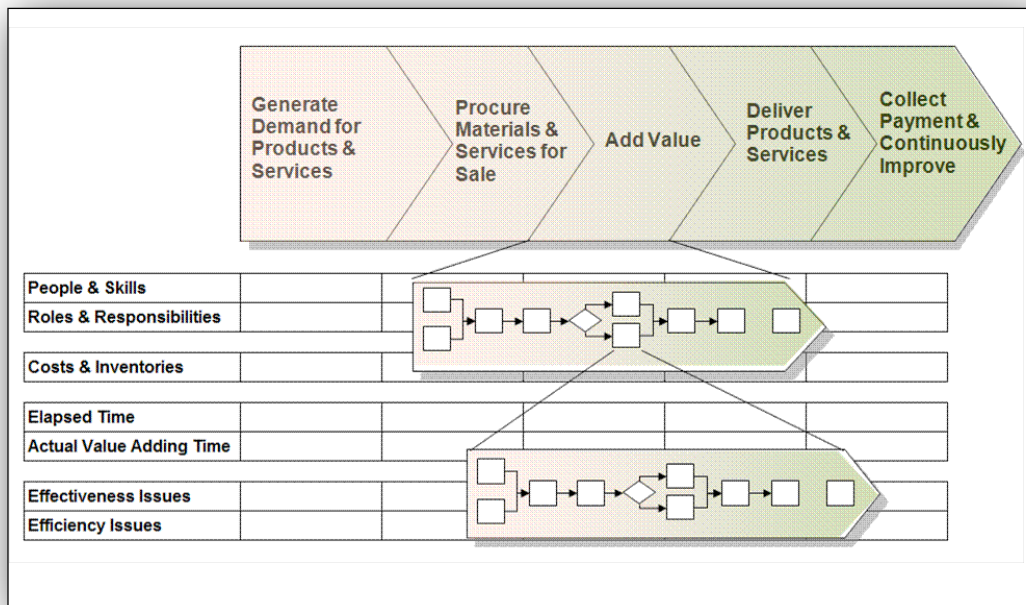 Generate
Demand for
Products &
Services
Procure
Materials &
Services for
Sale
Add Value
Deliver
Products &
Services
Collect
Payment &
Continuously
Improve
People & Skills
Roles & Responsibilities
Costs & Inventories
Elapsed Time
Actual Value Adding Time
Effectiveness Issues
Efficiency Issues